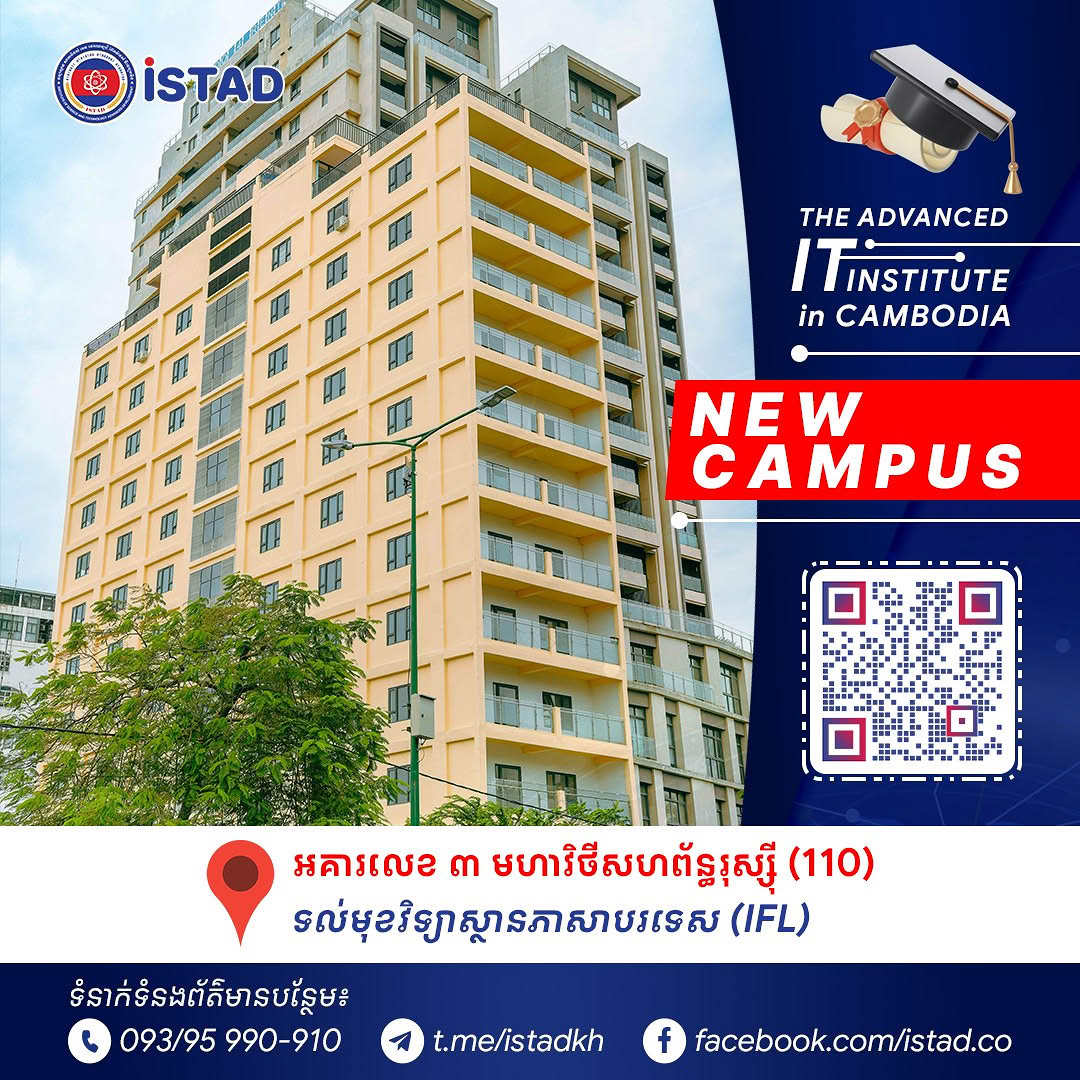 iSTAD
ISTAD
THE ADVANCED
IT INSTITUTE
in CAMBODIA
NEW
CAMPUS
អគារលេខ ៣ មហាវិថីសហព័ន្ធរុស្ស៊ី (110)
ទល់មុខវិទ្យាស្ថានភាសាបរទេស (IFL)
ទំនាក់ទំនងព័ត៌មានបន្ថែម៖
093/95 990-910
t.me/istadkh
facebook.com/istad.co